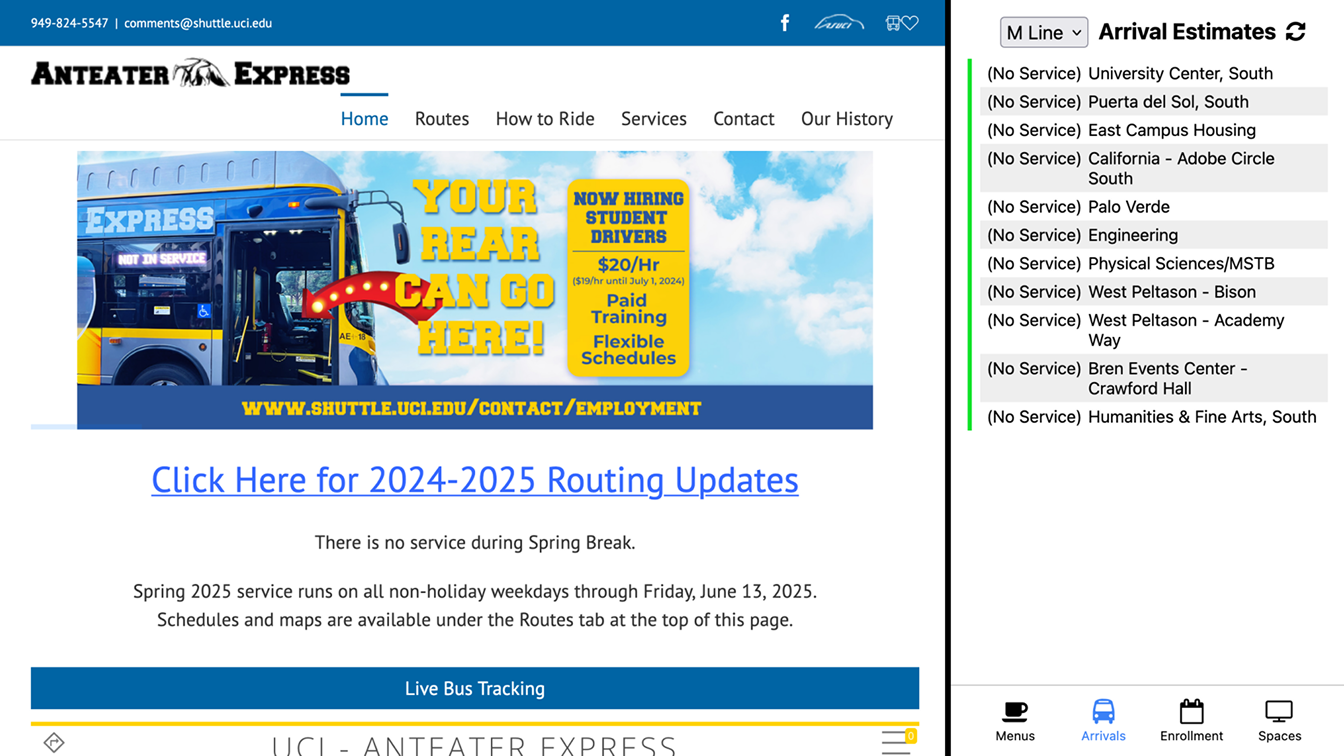 949-824-5547 | comments@shuttle.uci.edu
ASUCI
ANTEATER EXPRESS
Home Routes How to Ride Services Contact Our History
EXPRESS
NOT IN SERVICE
AE - 18
YOUR
REAR
CAN GO
HERE!
NOW HIRING
STUDENT
DRIVERS
$20/Hr
($19/hr until July 1, 2024)
Paid
Training
Flexible
Schedules
WWW.SHUTTLE.UCI.EDU/CONTACT/EMPLOYMENT
Click Here for 2024-2025 Routing Updates
There is no service during Spring Break.
Spring 2025 service runs on all non-holiday weekdays through Friday, June 13, 2025.
Schedules and maps are available under the Routes tab at the top of this page.
Live Bus Tracking
UCI - ANTEATER EXPRESS
0
M Line Arrival Estimates
(No Service) University Center, South
(No Service) Puerta del Sol, South
(No Service) East Campus Housing
(No Service) California - Adobe Circle
South
(No Service) Palo Verde
(No Service) Engineering
(No Service) Physical Sciences/MSTB
(No Service) West Peltason - Bison
(No Service) West Peltason - Academy
Way
(No Service) Bren Events Center -
Crawford Hall
(No Service) Humanities & Fine Arts, South
Menus Arrivals Enrollment Spaces